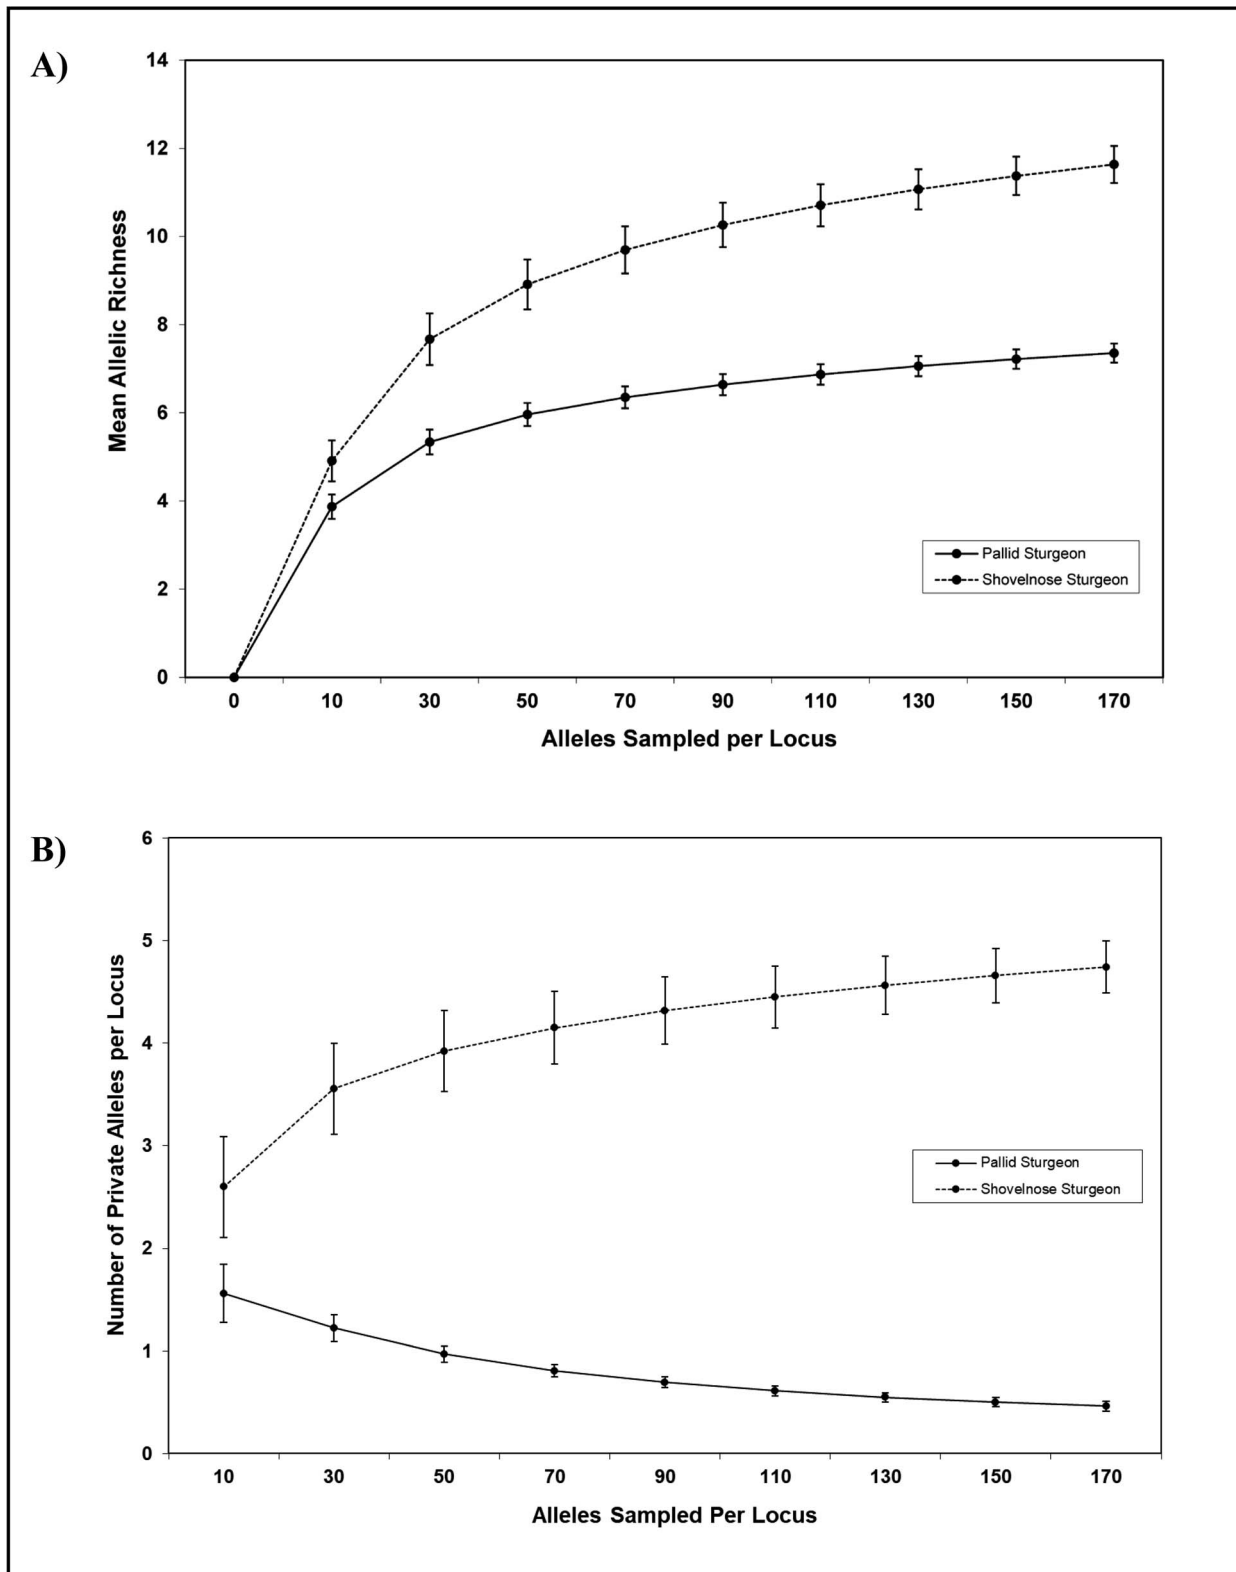 A)
14
12
10
8
6
4
2
0
Mean Allelic Richness
Pallid Sturgeon
Shovelnose Sturgeon
0 10 30 50 70 90 110 130 150 170
Alleles Sampled per Locus
B)
6
5
4
3
2
1
0
Number of Private Alleles per Locus
Pallid Sturgeon
Shovelnose Sturgeon
10 30 50 70 90 110 130 150 170
Alleles Sampled Per Locus